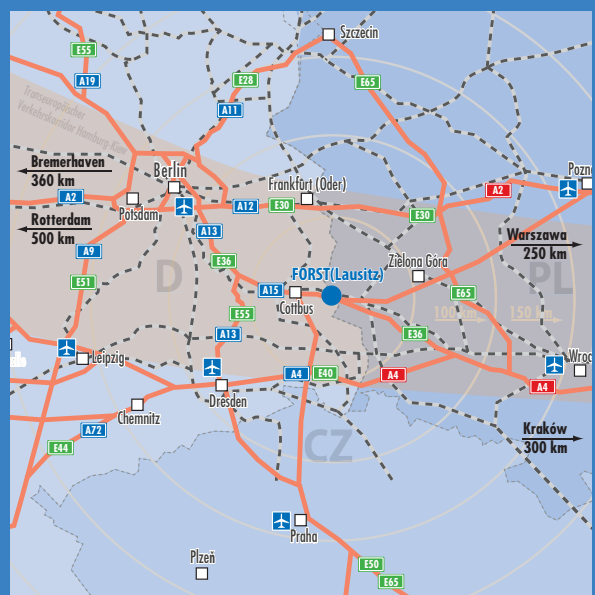 Szczecin
E55
A19
E28
E65
A11
Transeuropäischer
Verkehrskorridor Hamburg-Kiew
Bremerhaven
360 km
Berlin
Frankfurt (Oder)
A2
Pozn
A2
Potsdam
A12
E30
E30
Rotterdam
500 km
A13
Warszawa
250 km
A9
E36
Zielona Góra
D
FORST(Lausitz)
PL
E51
A15
E65
Cottbus
100 km
150 km
E55
A13
E36
Leipzig
Wroc
A4
E40
A4
A4
Dresden
Chemnitz
A72
Kraków
300 km
E44
CZ
Praha
Plzeň
E50
E65